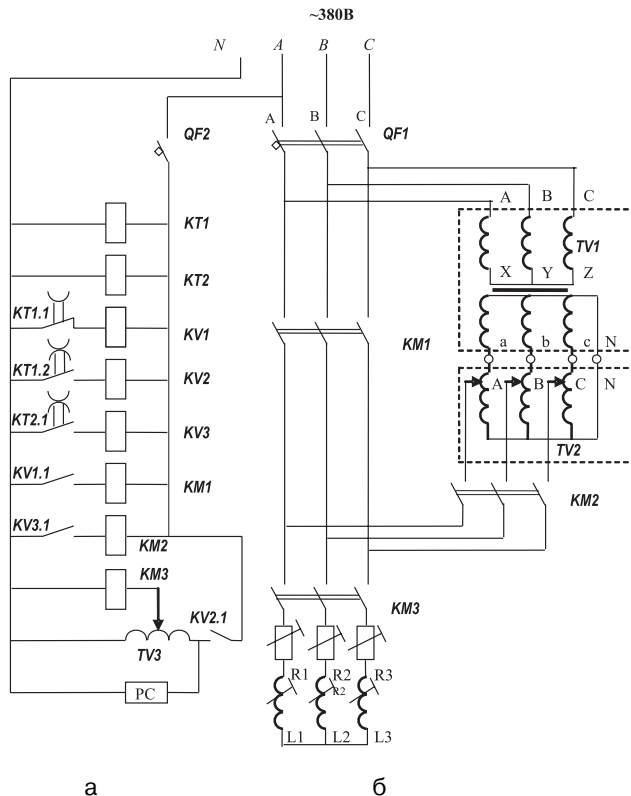 ~380В
N A B C
A B C
QF2 QF1
A B C
KT1
TV1
X Y Z
KT2
KT1.1
KV1 KM1
a b c N
KT1.2
A B C N
KV2
KT2.1
KV3
TV2
KV1.1
KM1 KM2
KV3.1
KM2
KM3
KM3
KV2.1
TV3
R1 R2 R3
R2
PC
L1 L2 L3
а б